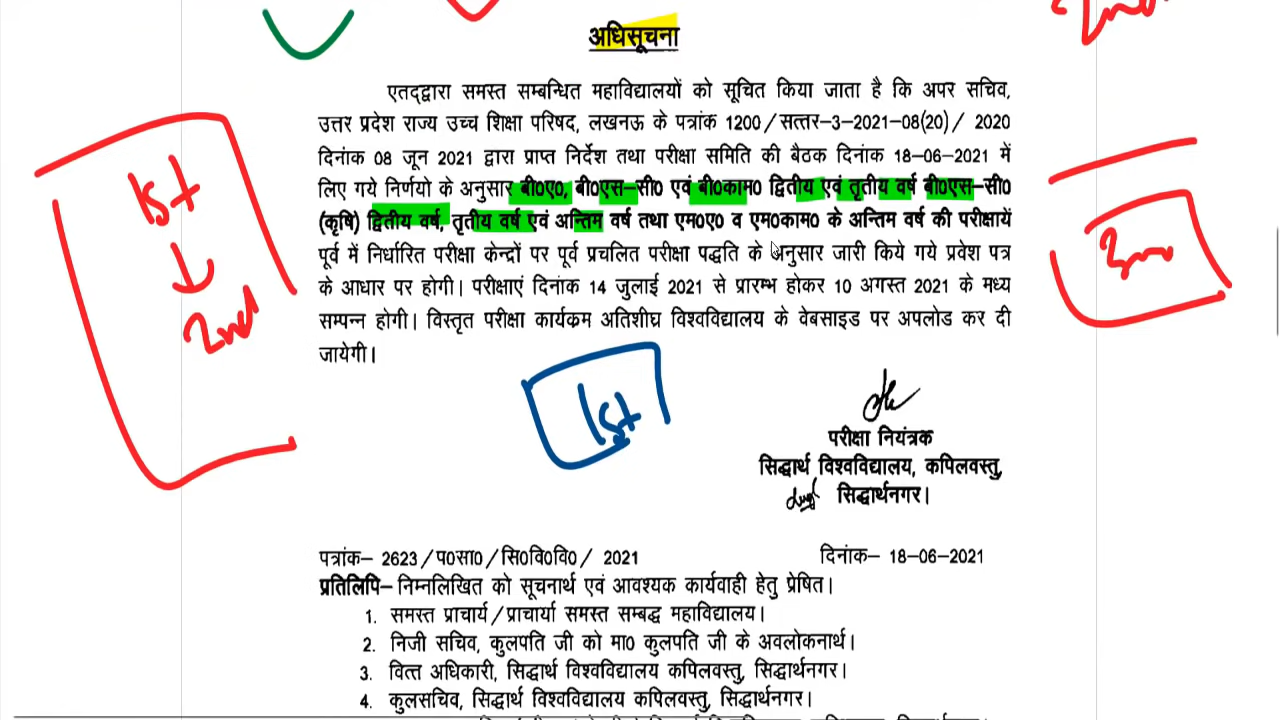 2nd
अधिसूचना
एतद्द्वारा समस्त सम्बन्धित महाविद्यालयों को सूचित किया जाता है कि अपर सचिव,
उत्तर प्रदेश राज्य उच्च शिक्षा परिषद, लखनऊ के पत्रांक 1200/सत्तर-3-2021-08(20)/ 2020
दिनांक 08 जून 2021 द्वारा प्राप्त निर्देश तथा परीक्षा समिति की बैठक दिनांक 18-06-2021 में
लिए गये निर्णयो के अनुसार बी0ए0, बी0एस-सी0 एवं बी0काम0 द्वितीय एवं तृतीय वर्ष बी0एस-सी0
(कृषि) द्वितीय वर्ष, तृतीय वर्ष एवं अन्तिम वर्ष तथा एम0ए0 व एम0काम0 के अन्तिम वर्ष की परीक्षायें
पूर्व में निर्धारित परीक्षा केन्द्रों पर पूर्व प्रचलित परीक्षा पद्धति के अनुसार जारी किये गये प्रवेश पत्र
के आधार पर होगी। परीक्षाएं दिनांक 14 जुलाई 2021 से प्रारम्भ होकर 10 अगस्त 2021 के मध्य
सम्पन्न होगी। विस्तृत परीक्षा कार्यक्रम अतिशीघ्र विश्वविद्यालय के वेबसाइड पर अपलोड कर दी
जायेगी।
1st
2nd
1st
परीक्षा नियंत्रक
सिद्धार्थ विश्वविद्यालय, कपिलवस्तु,
सिद्धार्थनगर।
पत्रांक- 2623/प0सा0/सि0वि0वि0/ 2021 दिनांक- 18-06-2021
प्रतिलिपि- निम्नलिखित को सूचनार्थ एवं आवश्यक कार्यवाही हेतु प्रेषित।
1. समस्त प्राचार्य/प्राचार्या समस्त सम्बद्ध महाविद्यालय।
2. निजी सचिव, कुलपति जी को मा0 कुलपति जी के अवलोकनार्थ।
3. वित्त अधिकारी, सिद्धार्थ विश्वविद्यालय कपिलवस्तु, सिद्धार्थनगर।
4. कुलसचिव, सिद्धार्थ विश्वविद्यालय कपिलवस्तु, सिद्धार्थनगर।